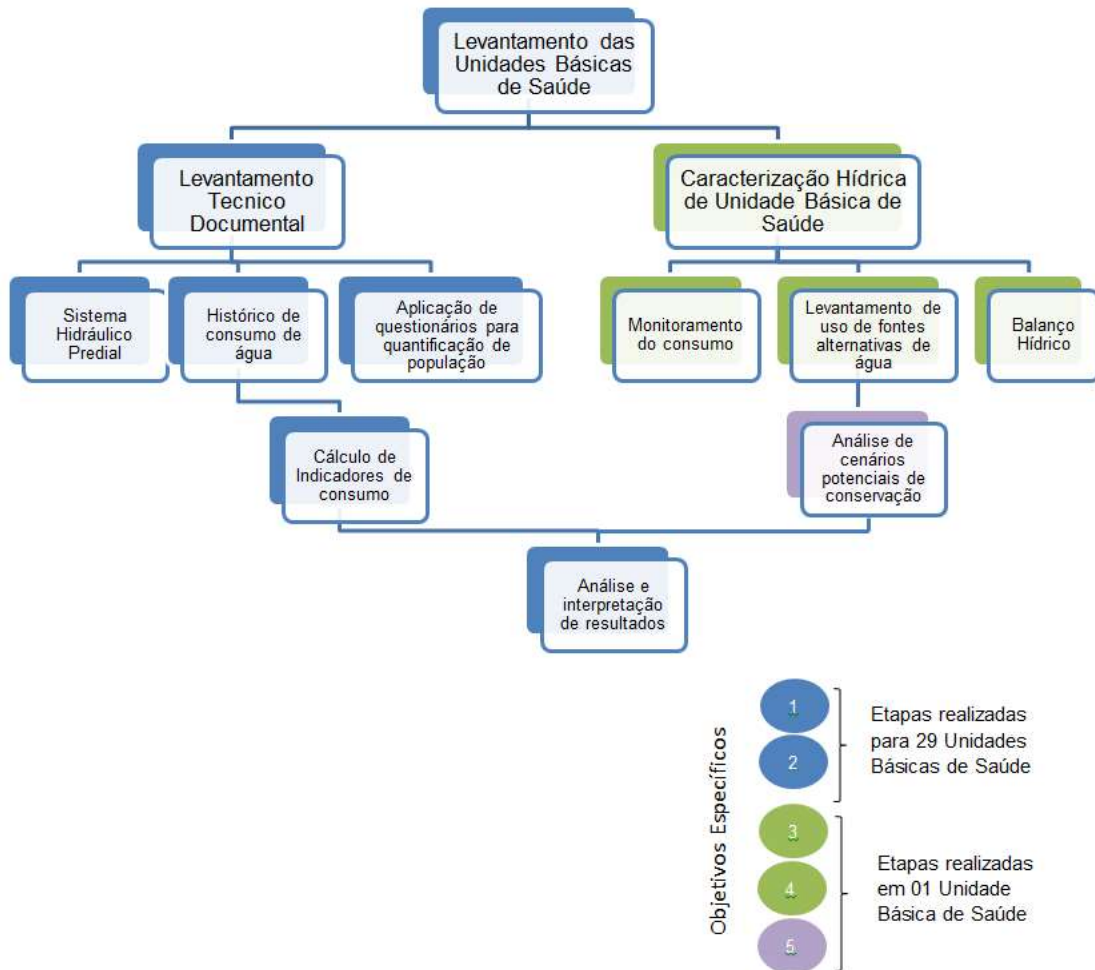 Levantamento das
Unidades Básicas
de Saúde
Levantamento
Tecnico
Documental
Caracterização Hídrica
de Unidade Básica de
Saúde
Sistema
Hidráulico
Predial
Histórico de
consumo de
água
Aplicação de
questionários para
quantificação de
população
Monitoramento
do consumo
Levantamento de
uso de fontes
alternativas de
água
Balanço
Hídrico
Cálculo de
Indicadores de
consumo
Análise de
cenários
potenciais de
conservação
Análise e
interpretação
de resultados
Objetivos Específicos
1
2
Etapas realizadas
para 29 Unidades
Básicas de Saúde
3
4
5
Etapas realizadas
em 01 Unidade
Básica de Saúde